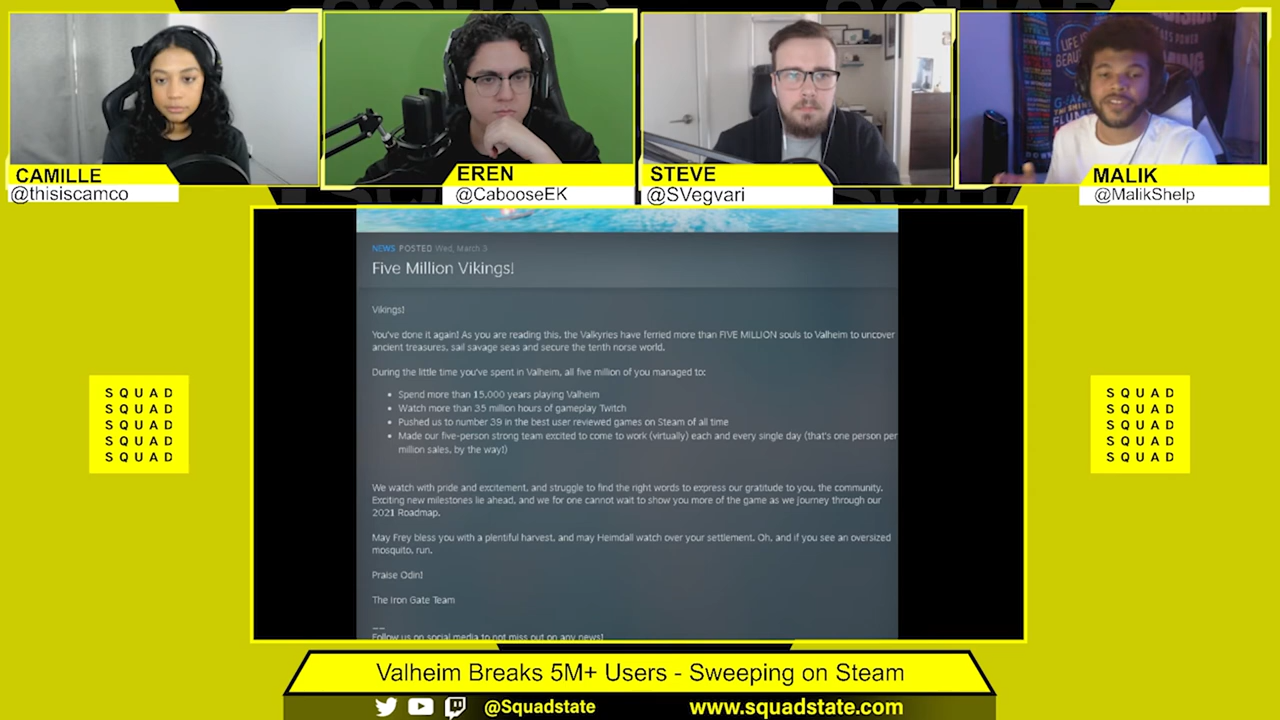 CAMILLE
@thisiscamco
EREN
@CabooseEK
STEVE
@SVegvari
MALIK
@MalikShelp
NEWS POSTED Wed, March 3
Five Million Vikings!
Vikings!
You've done it again! As you are reading this, the Valkyries have ferried more than FIVE MILLION souls to Valheim to uncover
ancient treasures, sail savage seas and secure the tenth norse world.
During the little time you've spent in Valheim, all five million of you managed to:
Spend more than 15,000 years playing Valheim
Watch more than 35 million hours of gameplay Twitch
Pushed us to number 39 in the best user reviewed games on Steam of all time
Made our five-person strong team excited to come to work (virtually) each and every single day (that's one person per
million sales, by the way!)
We watch with pride and excitement, and struggle to find the right words to express our gratitude to you, the community.
Exciting new milestones lie ahead, and we for one cannot wait to show you more of the game as we journey through our
2021 Roadmap.
May Frey bless you with a plentiful harvest, and may Heimdall watch over your settlement. Oh, and if you see an oversized
mosquito, run.
Praise Odin!
The Iron Gate Team
---
Follow us on social media to not miss out on any news!
SQUAD
SQUAD
SQUAD
SQUAD
SQUAD
SQUAD
SQUAD
SQUAD
SQUAD
SQUAD
Valheim Breaks 5M+ Users - Sweeping on Steam
@Squadstate
www.squadstate.com